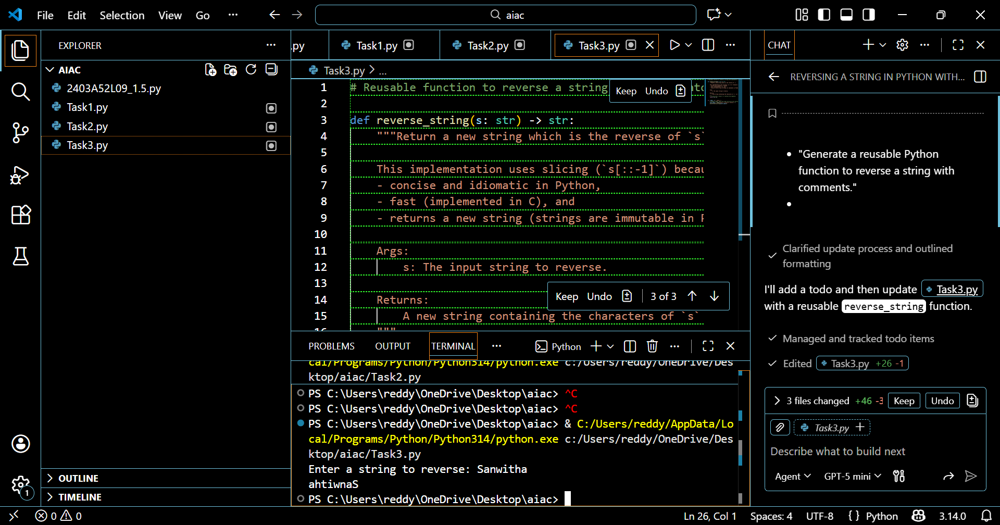 File Edit Selection View Go ... aiac
EXPLORER ...
AIAC
2403A52L09_1.5.py
Task1.py
Task2.py
Task3.py
OUTLINE
TIMELINE
.py Task1.py Task2.py Task3.py
Task3.py > ...
1 # Reusable function to reverse a string
2
3 def reverse_string(s: str) -> str:
4 """Return a new string which is the reverse of `s`
5
6 This implementation uses slicing (`s[::-1]`)
7 - concise and idiomatic in Python,
8 - fast (implemented in C), and
9 - returns a new string (strings are immutable in
10
11 Args:
12 s: The input string to reverse.
13
14 Returns:
15 A new string containing the characters of `s`
16 """
Keep Undo
Keep Undo 3 of 3
PROBLEMS OUTPUT TERMINAL ... Python
cal/Programs/Python/Python314/python.exe c:/Users/reddy/OneDrive/Des
ktop/aiac/Task2.py
PS C:\Users\reddy\OneDrive\Desktop\aiac> ^C
PS C:\Users\reddy\OneDrive\Desktop\aiac> ^C
PS C:\Users\reddy\OneDrive\Desktop\aiac> & C:/Users/reddy/AppData/Lo
cal/Programs/Python/Python314/python.exe c:/Users/reddy/OneDrive/Des
ktop/aiac/Task3.py
Enter a string to reverse: Sanwitha
ahtiwnaS
PS C:\Users\reddy\OneDrive\Desktop\aiac>
CHAT
REVERSING A STRING IN PYTHON WITH...
• "Generate a reusable Python
function to reverse a string with
comments."
•
Clarified update process and outlined
formatting
I'll add a todo and then update Task3.py
with a reusable reverse_string function.
Managed and tracked todo items
Edited Task3.py +26 -1
3 files changed +46 -3 Keep Undo
Task3.py +
Describe what to build next
Agent GPT-5 mini
1
0 0 Ln 26, Col 1 Spaces: 4 UTF-8 { } Python 3.14.0